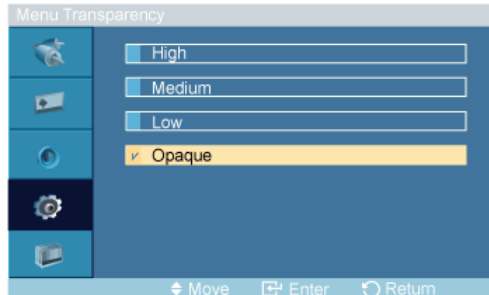 Menu Transparency
High
Medium
Low
Opaque
Move Enter Return